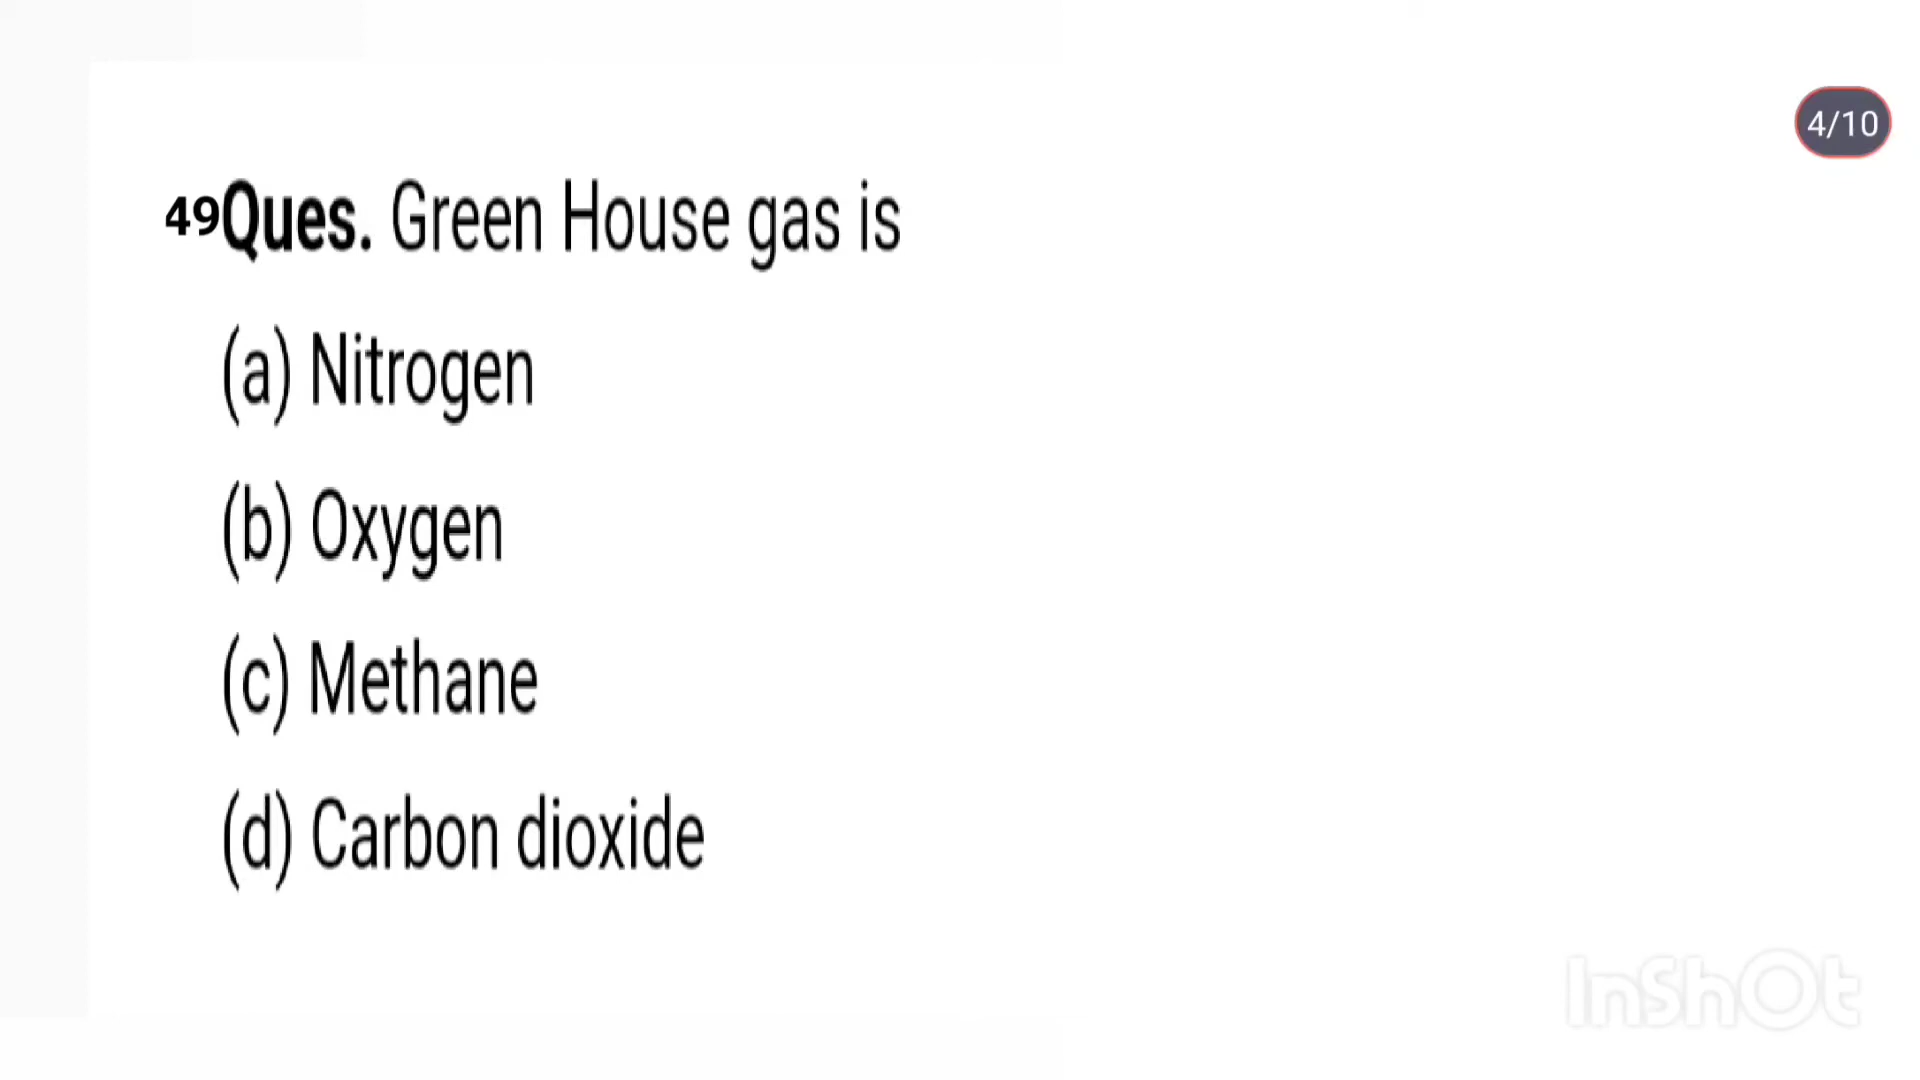 4/10
49Ques. Green House gas is
(a) Nitrogen
(b) Oxygen
(c) Methane
(d) Carbon dioxide
InShOt